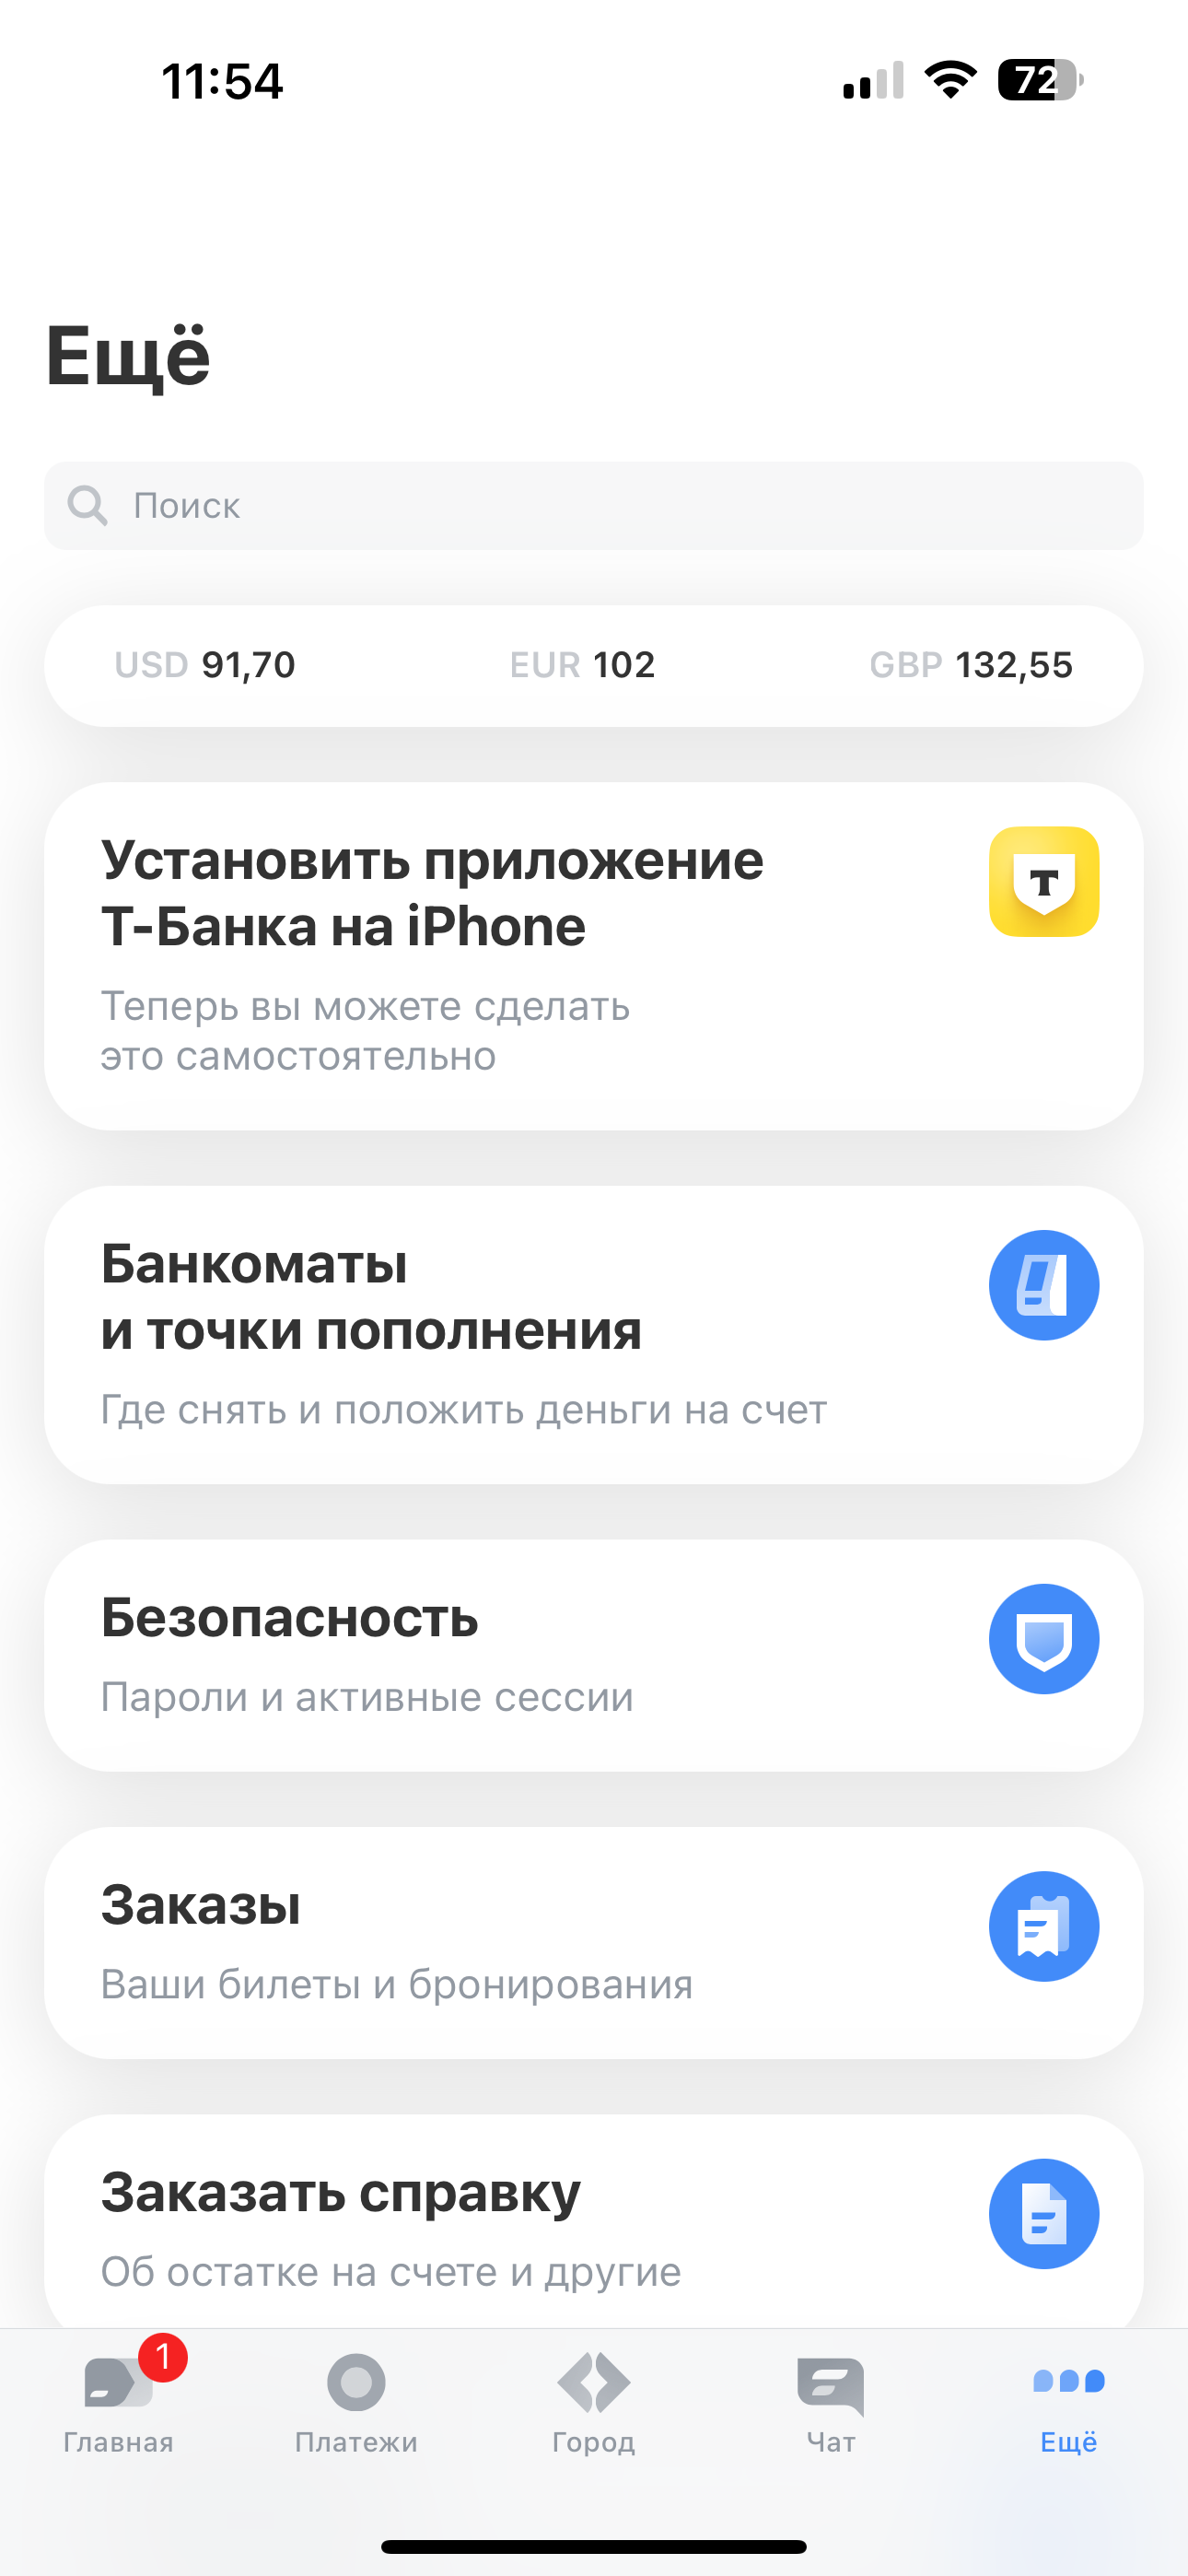 11:54
72
Ещё
Поиск
USD 91,70 EUR 102 GBP 132,55
Установить приложение
Т-Банка на iPhone
Т
Теперь вы можете сделать
это самостоятельно
Банкоматы
и точки пополнения
Где снять и положить деньги на счет
Безопасность
Пароли и активные сессии
Заказы
Ваши билеты и бронирования
Заказать справку
Об остатке на счете и другие
1
Главная Платежи Город Чат Ещё